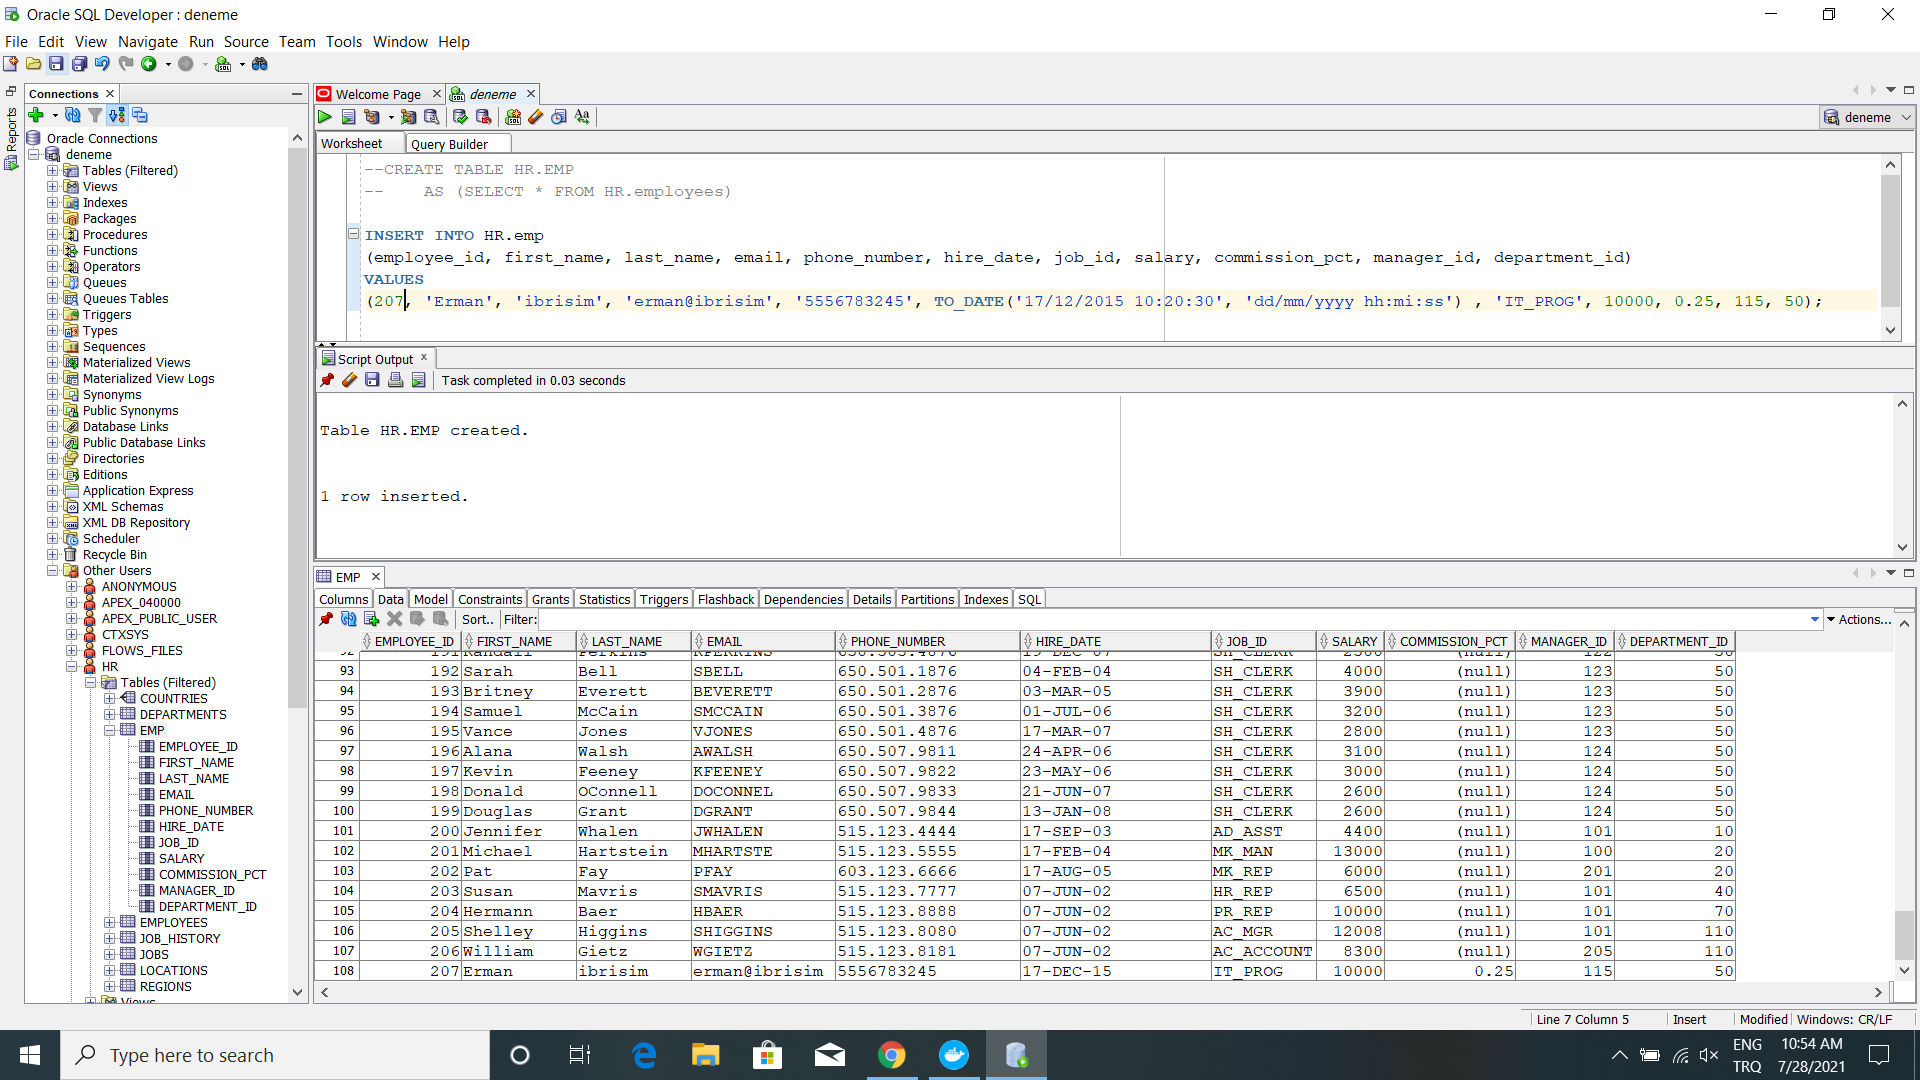 Oracle SQL Developer : deneme
File Edit View Navigate Run Source Team Tools Window Help
Reports
Connections
Oracle Connections
deneme
Tables (Filtered)
Views
Indexes
Packages
Procedures
Functions
Operators
Queues
Queues Tables
Triggers
Types
Sequences
Materialized Views
Materialized View Logs
Synonyms
Public Synonyms
Database Links
Public Database Links
Directories
Editions
Application Express
XML Schemas
XML DB Repository
Scheduler
Recycle Bin
Other Users
ANONYMOUS
APEX_040000
APEX_PUBLIC_USER
CTXSYS
FLOWS_FILES
HR
Tables (Filtered)
COUNTRIES
DEPARTMENTS
EMP
EMPLOYEE_ID
FIRST_NAME
LAST_NAME
EMAIL
PHONE_NUMBER
HIRE_DATE
JOB_ID
SALARY
COMMISSION_PCT
MANAGER_ID
DEPARTMENT_ID
EMPLOYEES
JOB_HISTORY
JOBS
LOCATIONS
REGIONS
Views
Welcome Page deneme
deneme
Worksheet Query Builder
--CREATE TABLE HR.EMP
-- AS (SELECT * FROM HR.employees)
INSERT INTO HR.emp
(employee_id, first_name, last_name, email, phone_number, hire_date, job_id, salary, commission_pct, manager_id, department_id)
VALUES
(207, 'Erman', 'ibrisim', 'erman@ibrisim', '5556783245', TO_DATE('17/12/2015 10:20:30', 'dd/mm/yyyy hh:mi:ss') , 'IT_PROG', 10000, 0.25, 115, 50);
Script Output
Task completed in 0.03 seconds
Table HR.EMP created.
1 row inserted.
EMP
Columns Data Model Constraints Grants Statistics Triggers Flashback Dependencies Details Partitions Indexes SQL
Sort.. Filter: Actions...
EMPLOYEE_ID FIRST_NAME LAST_NAME EMAIL PHONE_NUMBER HIRE_DATE JOB_ID SALARY COMMISSION_PCT MANAGER_ID DEPARTMENT_ID
92 191 Randall Perkins RPERKINS 650.505.4876 19-DEC-07 SH_CLERK 2500 (null) 122 50
93 192 Sarah Bell SBELL 650.501.1876 04-FEB-04 SH_CLERK 4000 (null) 123 50
94 193 Britney Everett BEVERETT 650.501.2876 03-MAR-05 SH_CLERK 3900 (null) 123 50
95 194 Samuel McCain SMCCAIN 650.501.3876 01-JUL-06 SH_CLERK 3200 (null) 123 50
96 195 Vance Jones VJONES 650.501.4876 17-MAR-07 SH_CLERK 2800 (null) 123 50
97 196 Alana Walsh AWALSH 650.507.9811 24-APR-06 SH_CLERK 3100 (null) 124 50
98 197 Kevin Feeney KFEENEY 650.507.9822 23-MAY-06 SH_CLERK 3000 (null) 124 50
99 198 Donald OConnell DOCONNEL 650.507.9833 21-JUN-07 SH_CLERK 2600 (null) 124 50
100 199 Douglas Grant DGRANT 650.507.9844 13-JAN-08 SH_CLERK 2600 (null) 124 50
101 200 Jennifer Whalen JWHALEN 515.123.4444 17-SEP-03 AD_ASST 4400 (null) 101 10
102 201 Michael Hartstein MHARTSTE 515.123.5555 17-FEB-04 MK_MAN 13000 (null) 100 20
103 202 Pat Fay PFAY 603.123.6666 17-AUG-05 MK_REP 6000 (null) 201 20
104 203 Susan Mavris SMAVRIS 515.123.7777 07-JUN-02 HR_REP 6500 (null) 101 40
105 204 Hermann Baer HBAER 515.123.8888 07-JUN-02 PR_REP 10000 (null) 101 70
106 205 Shelley Higgins SHIGGINS 515.123.8080 07-JUN-02 AC_MGR 12008 (null) 101 110
107 206 William Gietz WGIETZ 515.123.8181 07-JUN-02 AC_ACCOUNT 8300 (null) 205 110
108 207 Erman ibrisim erman@ibrisim 5556783245 17-DEC-15 IT_PROG 10000 0.25 115 50
Line 7 Column 5 Insert Modified Windows: CR/LF
Type here to search
ENG
TRQ
10:54 AM
7/28/2021